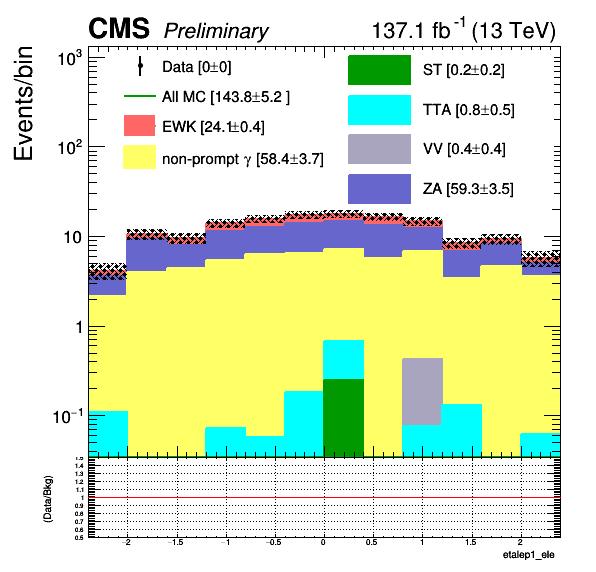 CMS Preliminary 137.1 fb⁻¹ (13 TeV)
Events/bin
10³
10²
10
1
10⁻¹
Data [0±0]
All MC [143.8±5.2 ]
EWK [24.1±0.4]
non-prompt γ [58.4±3.7]
ST [0.2±0.2]
TTA [0.8±0.5]
VV [0.4±0.4]
ZA [59.3±3.5]
(Data/Bkg)
1.5
1.4
1.3
1.2
1.1
1
0.9
0.8
0.7
0.6
0.5
−2 −1.5 −1 −0.5 0 0.5 1 1.5 2
etalep1_ele